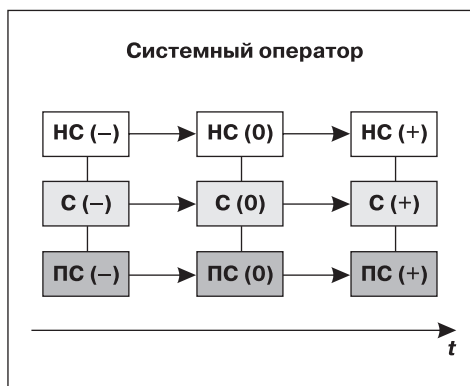 Системный оператор
НС (–) НС (0) НС (+)
С (–) С (0) С (+)
ПС (–) ПС (0) ПС (+)
t